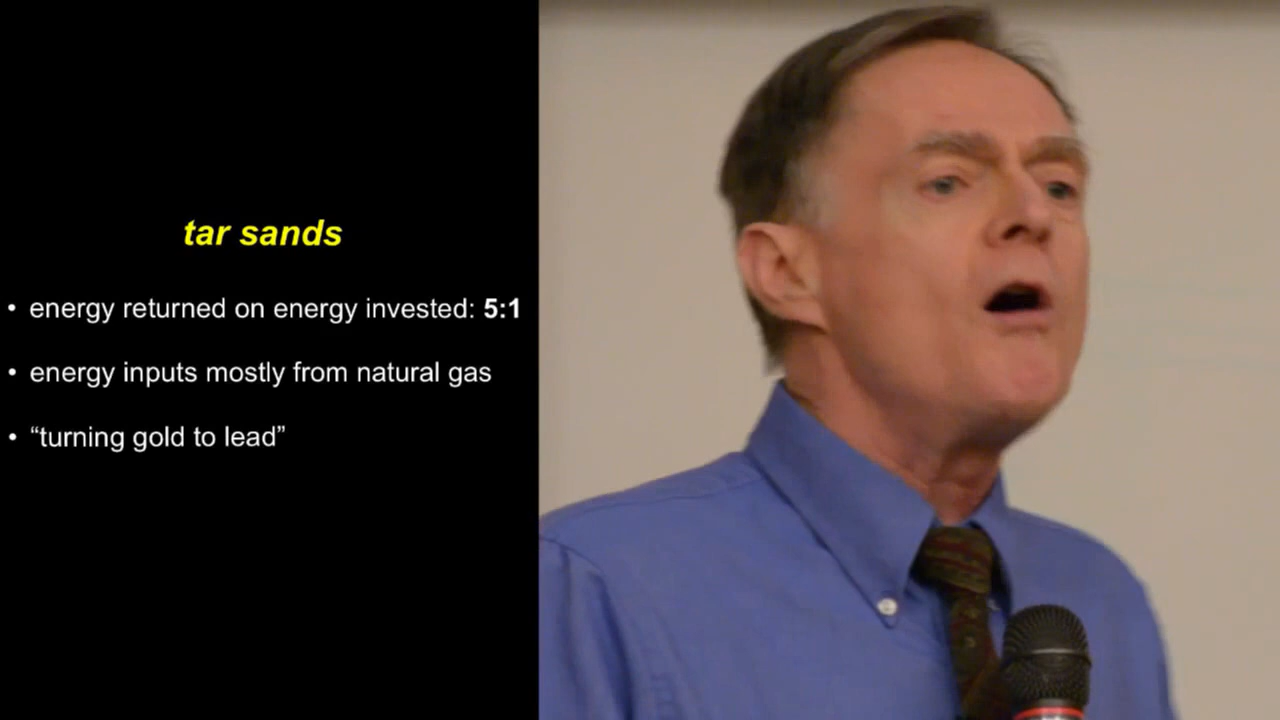 tar sands
• energy returned on energy invested: 5:1
• energy inputs mostly from natural gas
• “turning gold to lead”